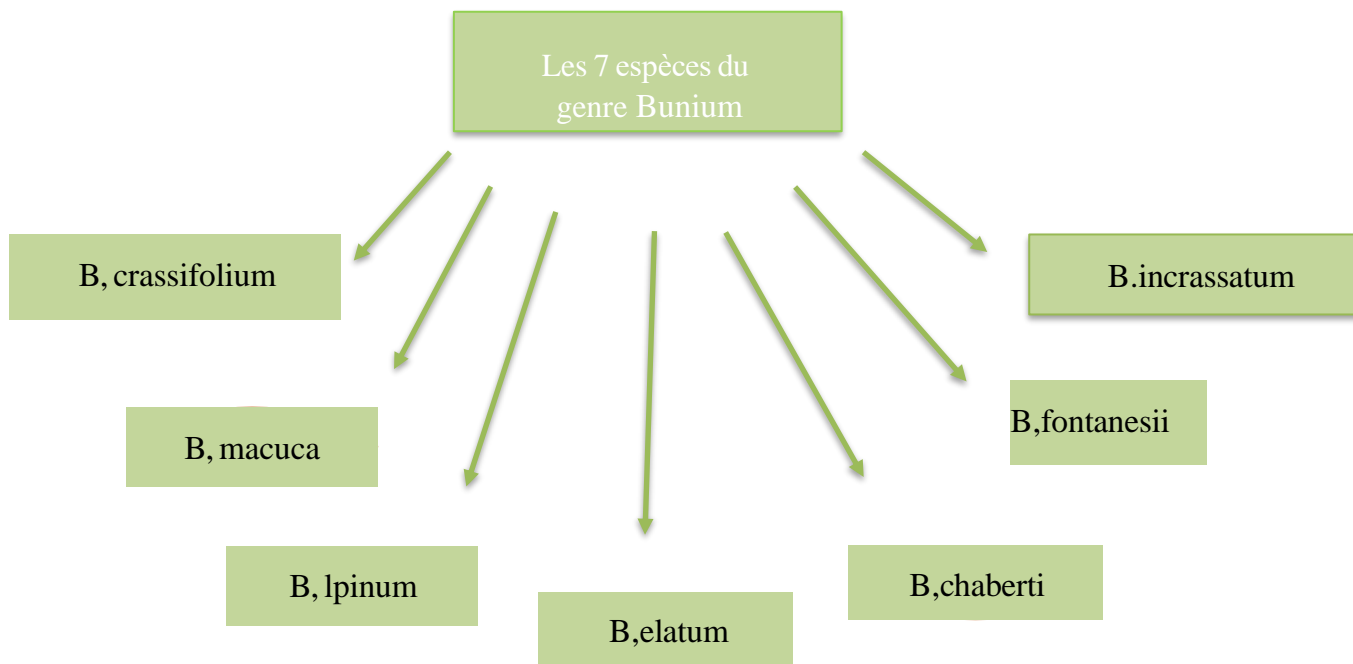 Les 7 espèces du
genre Bunium
B, crassifolium
B.incrassatum
B, macuca
B,fontanesii
B, lpinum
B,chaberti
B,elatum